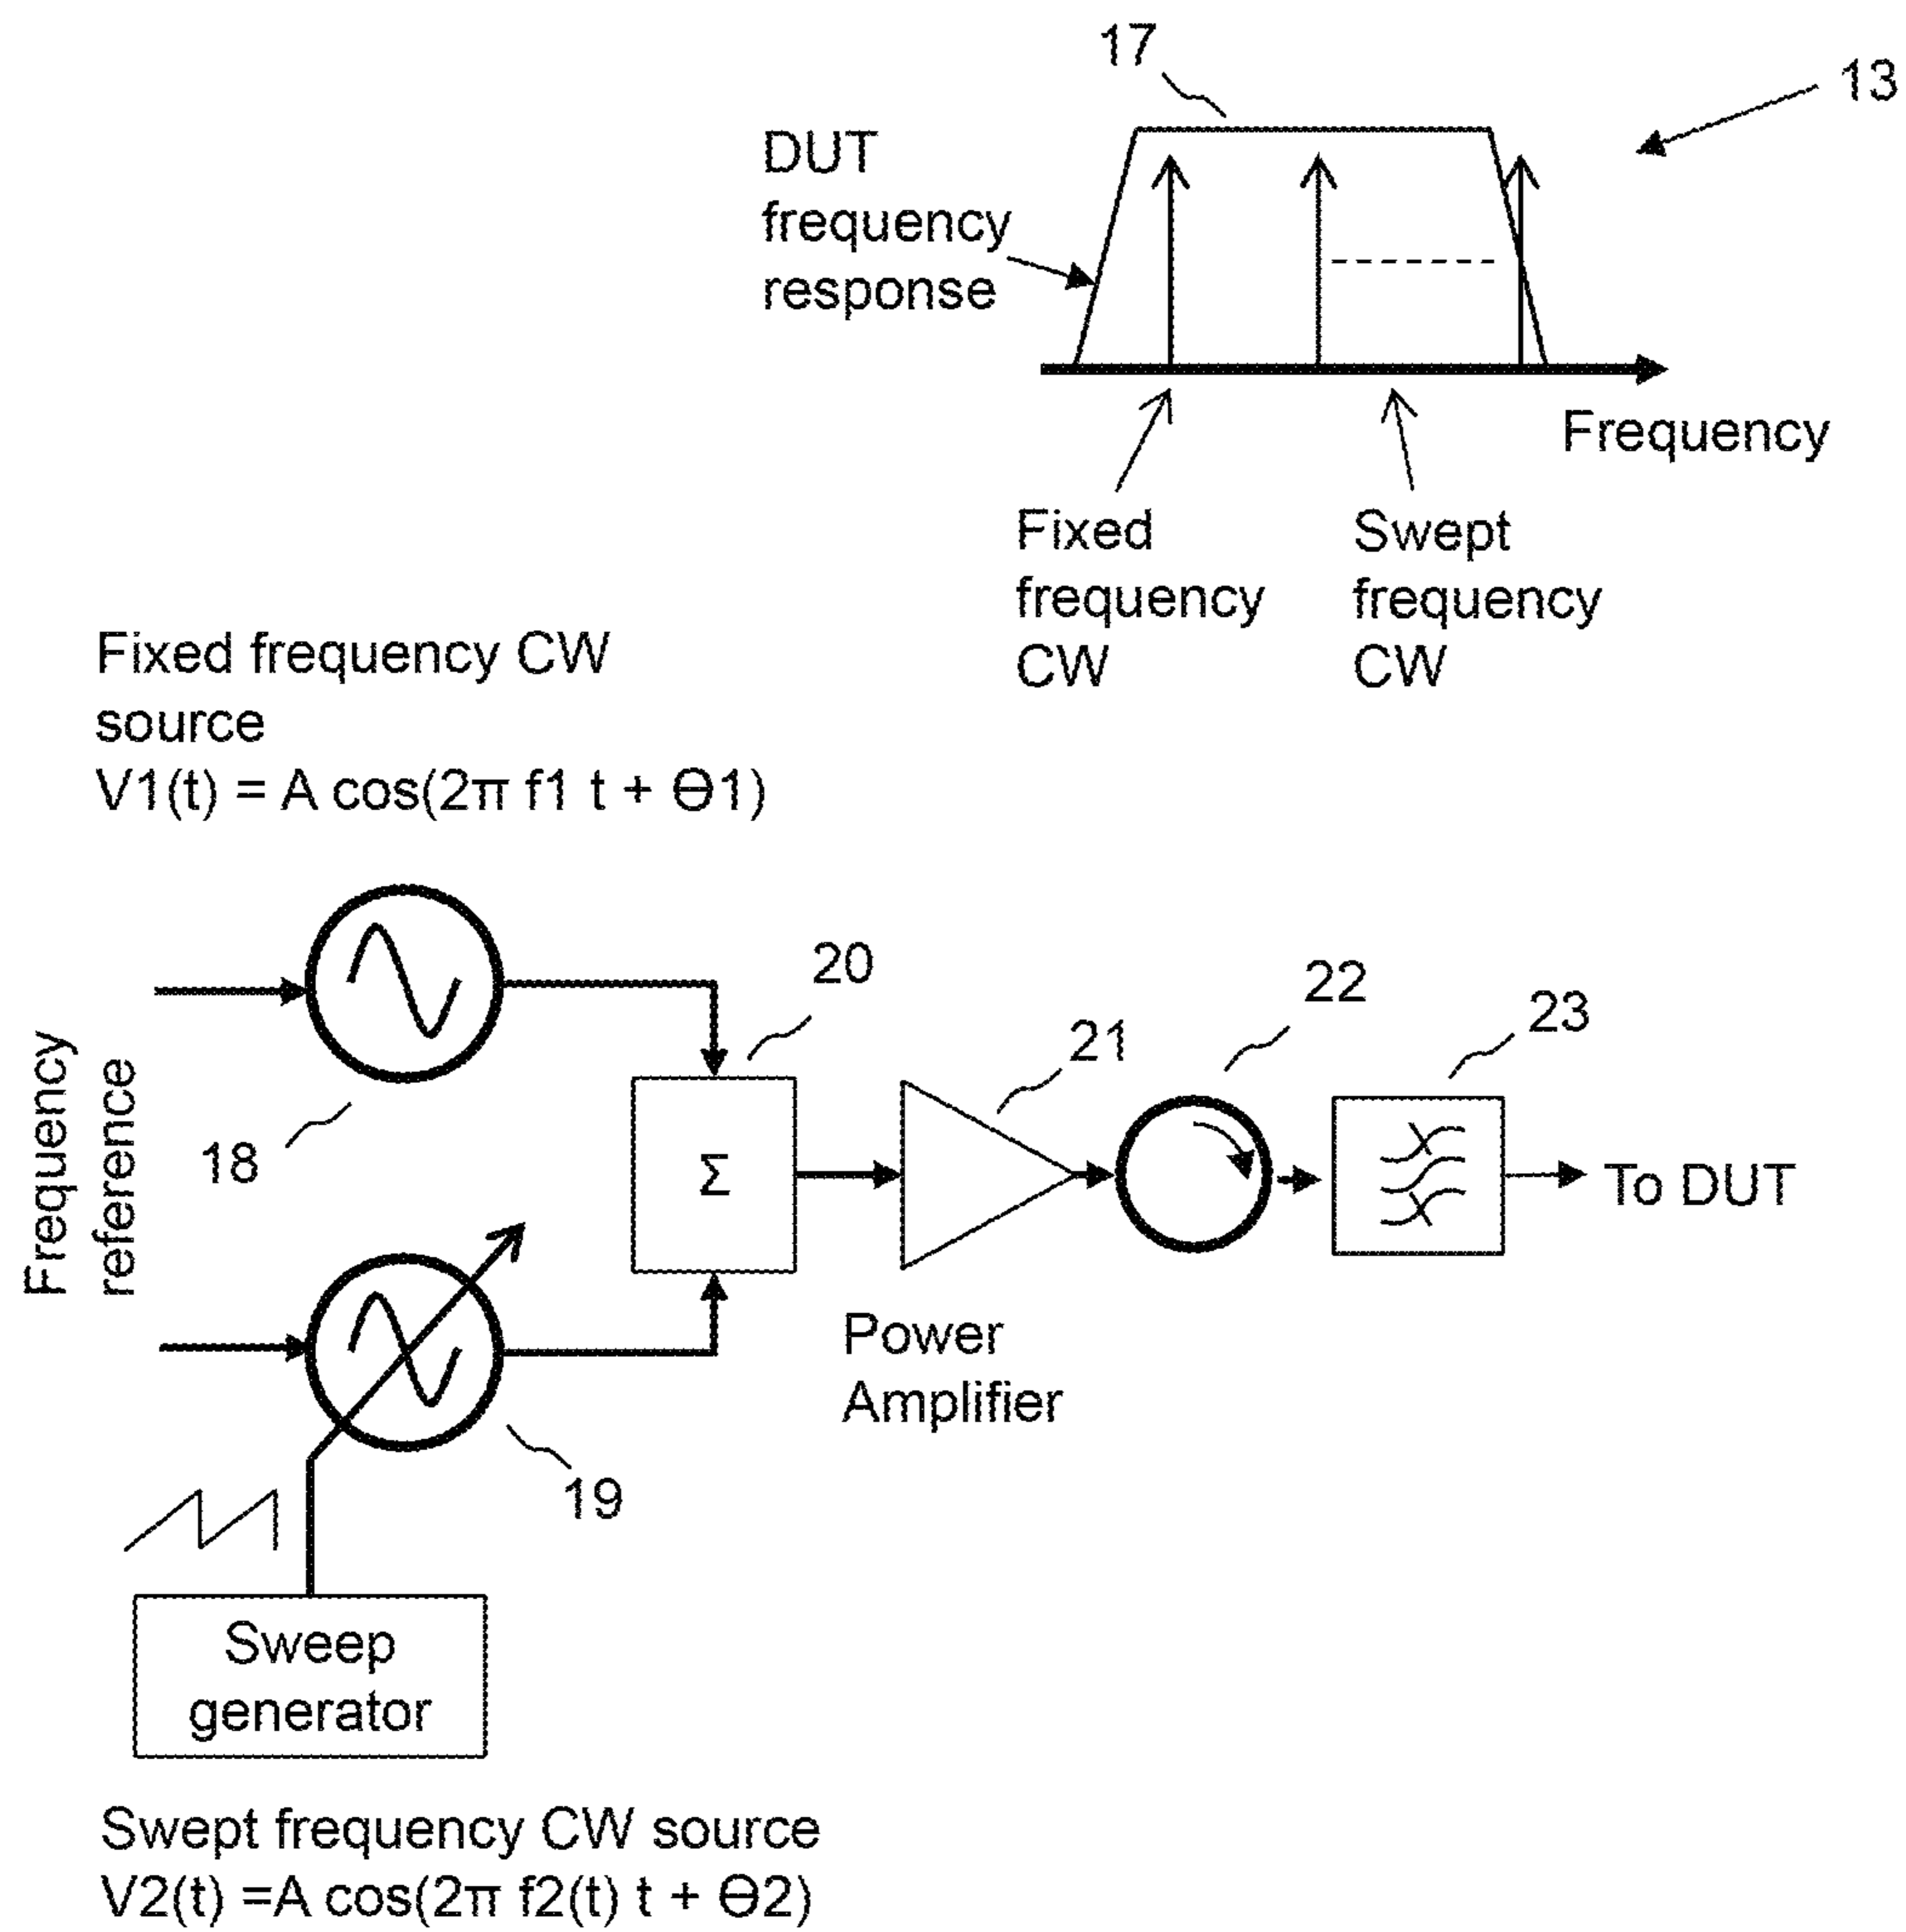 17
13
DUT
frequency
response
Frequency
Fixed
frequency
CW
Swept
frequency
CW
Fixed frequency CW
source
V1(t) = A cos(2π f1 t + Θ1)
Frequency
reference
18
20
21
22
23
Σ
To DUT
Power
Amplifier
19
Sweep
generator
Swept frequency CW source
V2(t) =A cos(2π f2(t) t + Θ2)